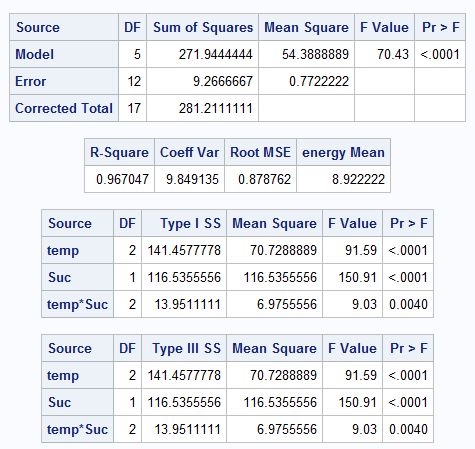 Source DF Sum of Squares Mean Square F Value Pr > F
Model 5 271.9444444 54.3888889 70.43 <.0001
Error 12 9.2666667 0.7722222
Corrected Total 17 281.2111111
R-Square Coeff Var Root MSE energy Mean
0.967047 9.849135 0.878762 8.922222
Source DF Type I SS Mean Square F Value Pr > F
temp 2 141.4577778 70.7288889 91.59 <.0001
Suc 1 116.5355556 116.5355556 150.91 <.0001
temp*Suc 2 13.9511111 6.9755556 9.03 0.0040
Source DF Type III SS Mean Square F Value Pr > F
temp 2 141.4577778 70.7288889 91.59 <.0001
Suc 1 116.5355556 116.5355556 150.91 <.0001
temp*Suc 2 13.9511111 6.9755556 9.03 0.0040